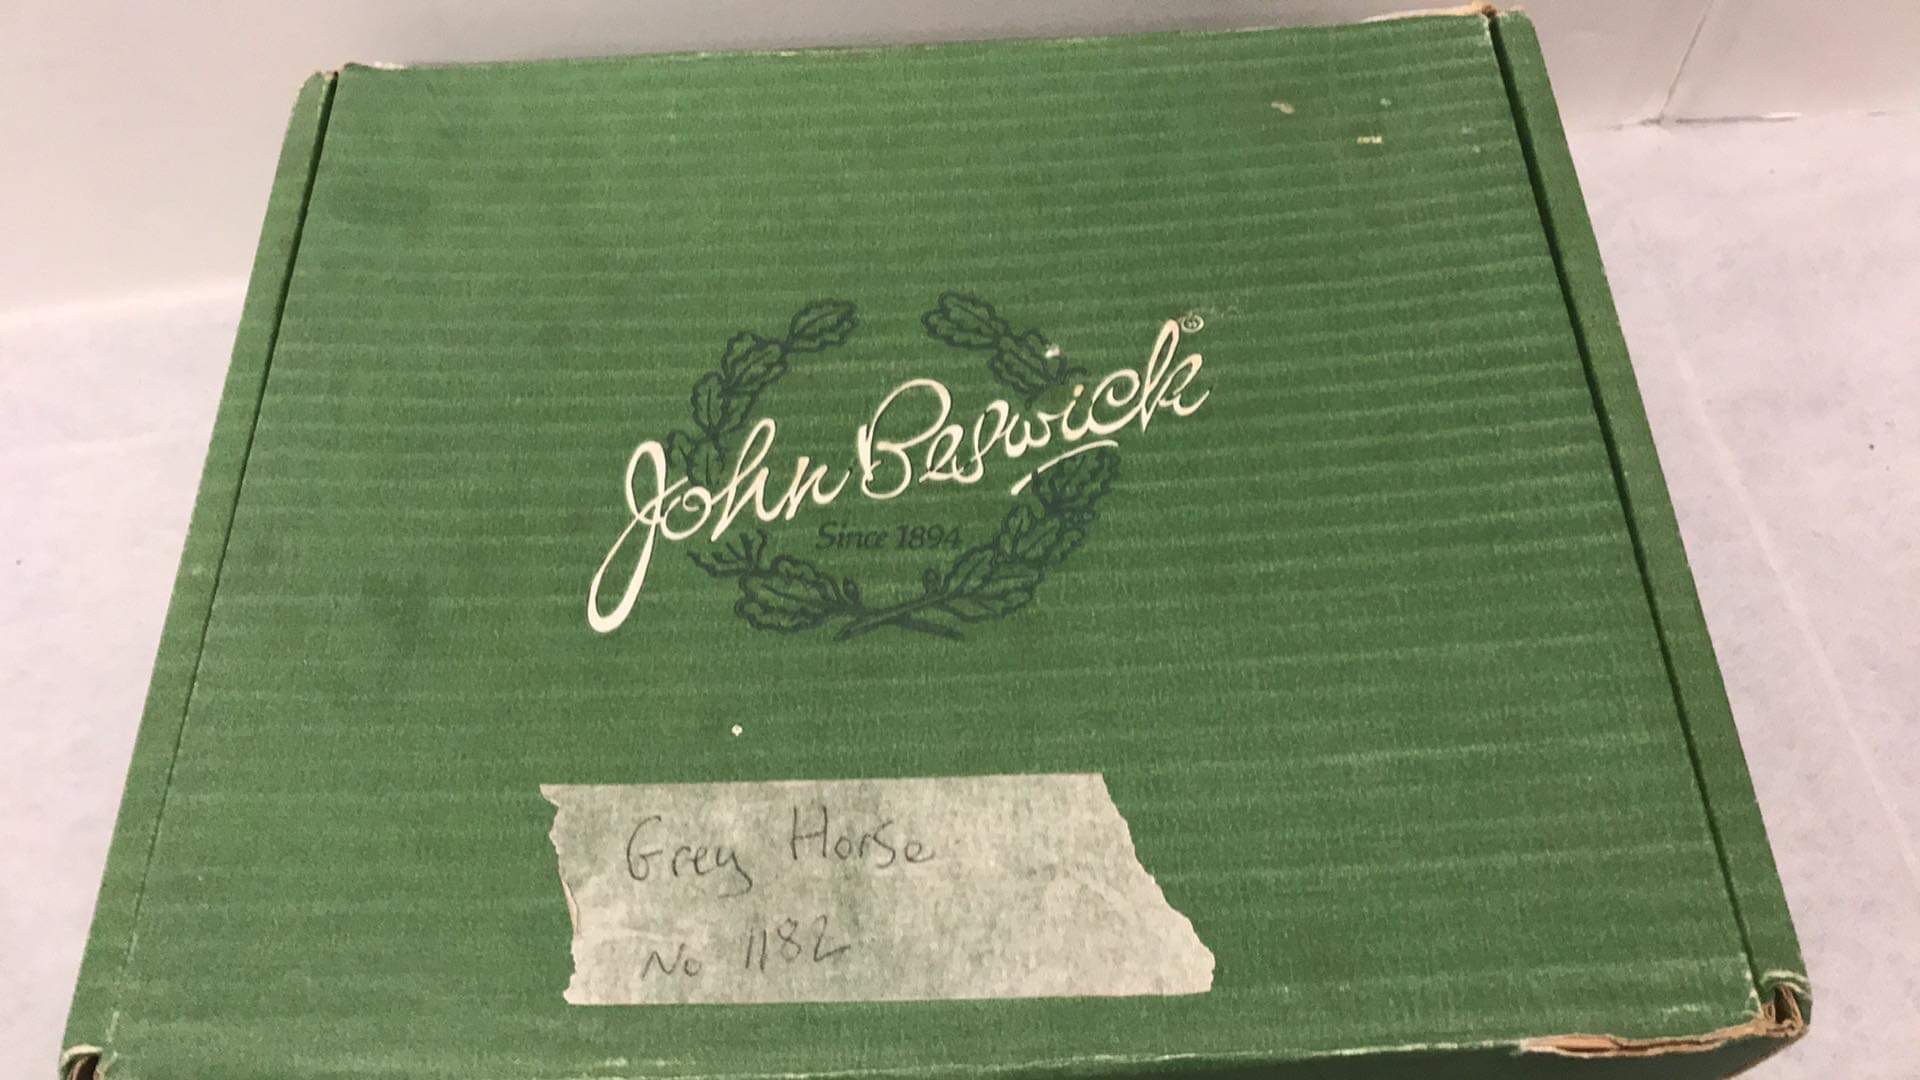 John Beswick®
Since 1894
Grey Horse
No 1182